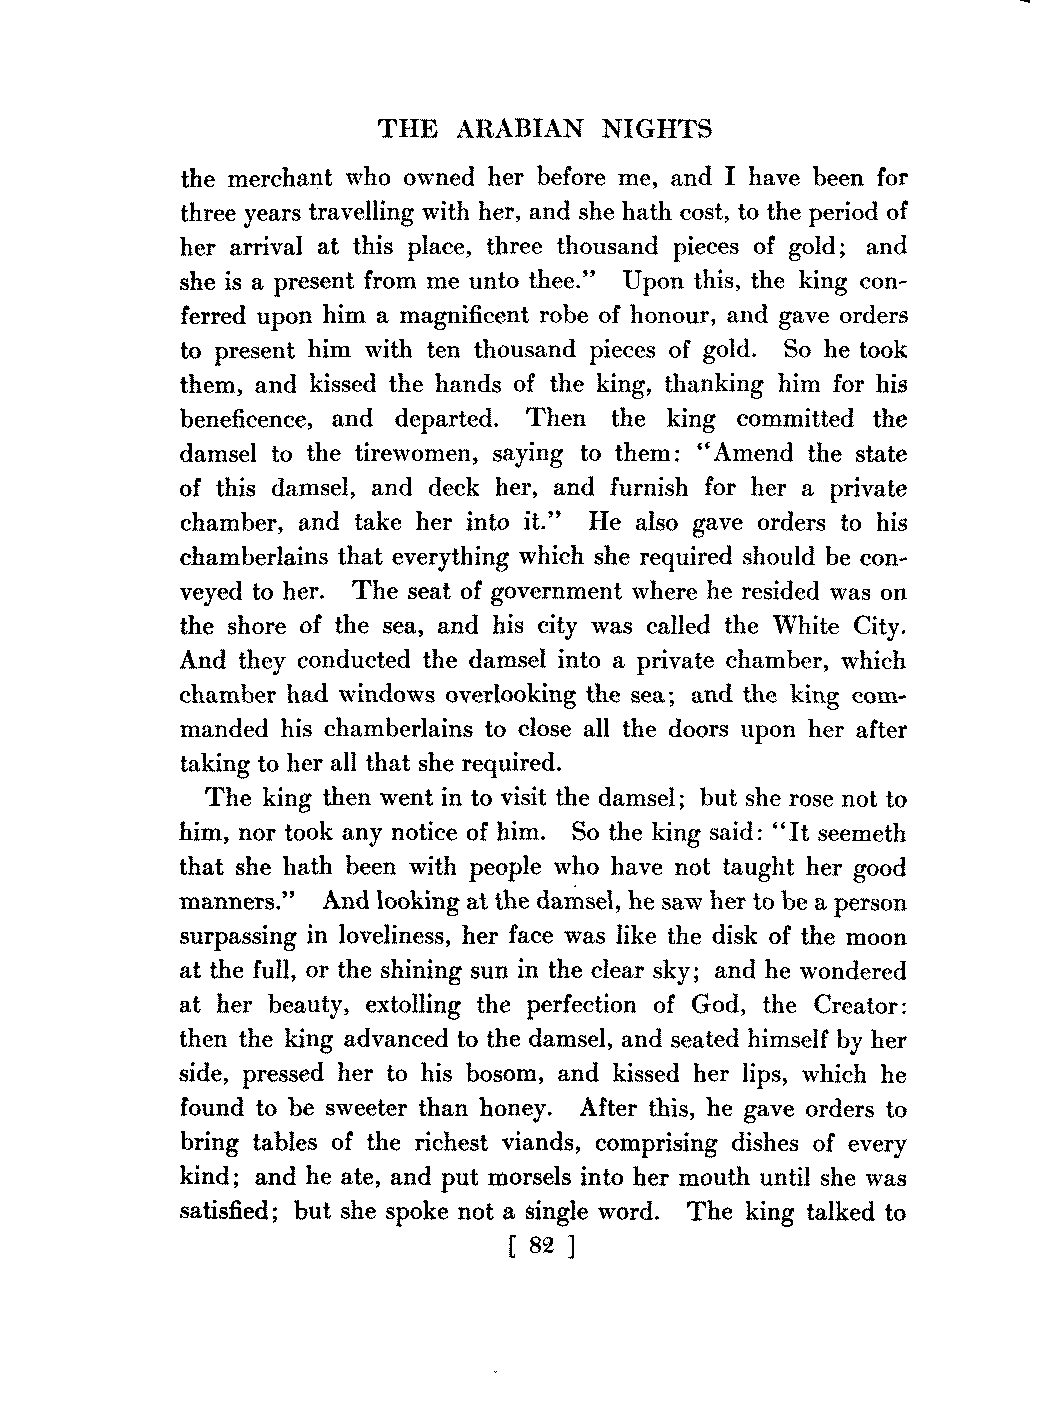 THE ARABIAN NIGHTS
the merchant who owned her before me, and I have been for
three years travelling with her, and she hath cost, to the period of
her arrival at this place, three thousand pieces of gold; and
she is a present from me unto thee.” Upon this, the king con-
ferred upon him a magnificent robe of honour, and gave orders
to present him with ten thousand pieces of gold. So he took
them, and kissed the hands of the king, thanking him for his
beneficence, and departed. Then the king committed the
damsel to the tirewomen, saying to them: “Amend the state
of this damsel, and deck her, and furnish for her a private
chamber, and take her into it.” He also gave orders to his
chamberlains that everything which she required should be con-
veyed to her. The seat of government where he resided was on
the shore of the sea, and his city was called the White City.
And they conducted the damsel into a private chamber, which
chamber had windows overlooking the sea; and the king com-
manded his chamberlains to close all the doors upon her after
taking to her all that she required.
The king then went in to visit the damsel; but she rose not to
him, nor took any notice of him. So the king said: “It seemeth
that she hath been with people who have not taught her good
manners.” And looking at the damsel, he saw her to be a person
surpassing in loveliness, her face was like the disk of the moon
at the full, or the shining sun in the clear sky; and he wondered
at her beauty, extolling the perfection of God, the Creator:
then the king advanced to the damsel, and seated himself by her
side, pressed her to his bosom, and kissed her lips, which he
found to be sweeter than honey. After this, he gave orders to
bring tables of the richest viands, comprising dishes of every
kind; and he ate, and put morsels into her mouth until she was
satisfied; but she spoke not a single word. The king talked to
[ 82 ]